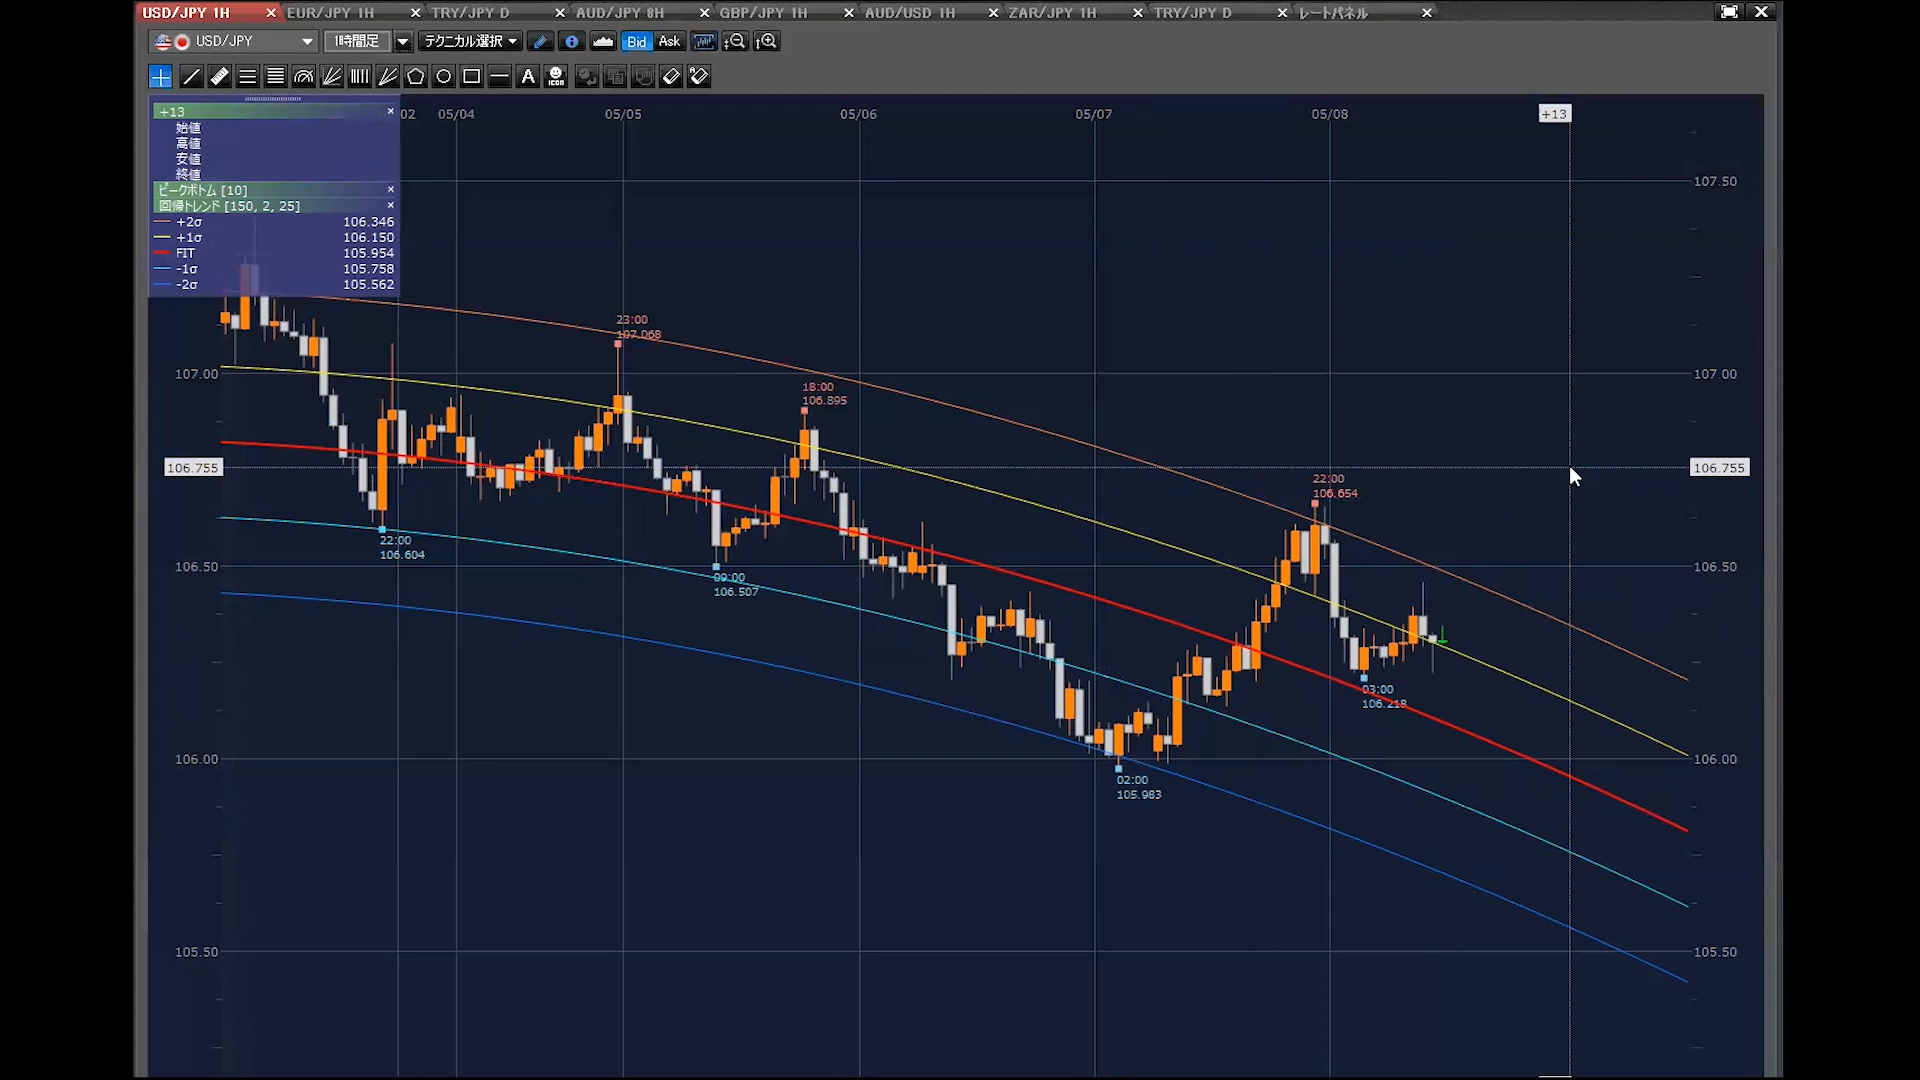 USD/JPY 1H EUR/JPY 1H TRY/JPY D AUD/JPY 8H GBP/JPY 1H AUD/USD 1H ZAR/JPY 1H TRY/JPY D レートパネル
USD/JPY 1時間足 テクニカル選択 Bid Ask
A ICON
+13
始値
高値
安値
終値
ピークボトム [10]
回帰トレンド [150, 2, 25]
+2σ 106.346
+1σ 106.150
FIT 105.954
-1σ 105.758
-2σ 105.562
02 05/04 05/05 05/06 05/07 05/08 +13
107.50
23:00
107.068
107.00 107.00
18:00
106.895
106.755 106.755
22:00
106.654
22:00
106.604
106.50 106.50
09:00
106.507
03:00
106.218
106.00 106.00
02:00
105.983
105.50 105.50